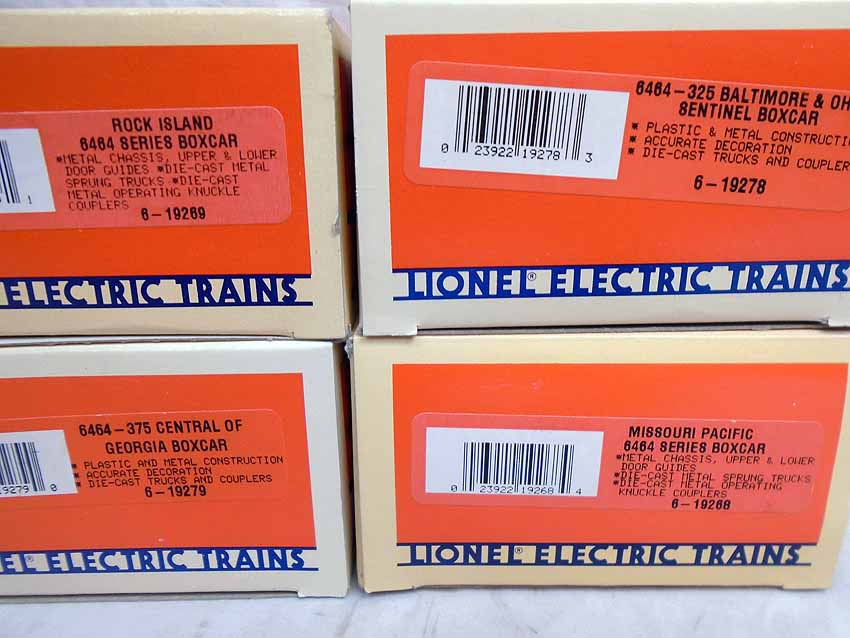 ROCK ISLAND
6464 SERIES BOXCAR
*METAL CHASSIS, UPPER & LOWER
DOOR GUIDES *DIE-CAST METAL
SPRUNG TRUCKS *DIE-CAST
METAL OPERATING KNUCKLE
COUPLERS
6-19269
1
ELECTRIC TRAINS
6464-325 BALTIMORE & OH
SENTINEL BOXCAR
* PLASTIC & METAL CONSTRUCTI
* ACCURATE DECORATION
* DIE-CAST TRUCKS AND COUPLER
6-19278
0 23922 19278 3
LIONEL® ELECTRIC TRAINS
6464-375 CENTRAL OF
GEORGIA BOXCAR
* PLASTIC AND METAL CONSTRUCTION
* ACCURATE DECORATION
* DIE-CAST TRUCKS AND COUPLERS
6-19279
19279 0
EL® ELECTRIC TRAINS
MISSOURI PACIFIC
6464 SERIES BOXCAR
*METAL CHASSIS, UPPER & LOWER
DOOR GUIDES
*DIE-CAST METAL SPRUNG TRUCKS
*DIE-CAST METAL OPERATING
KNUCKLE COUPLERS
6-19268
0 23922 19268 4
LIONEL® ELECTRIC TRAINS